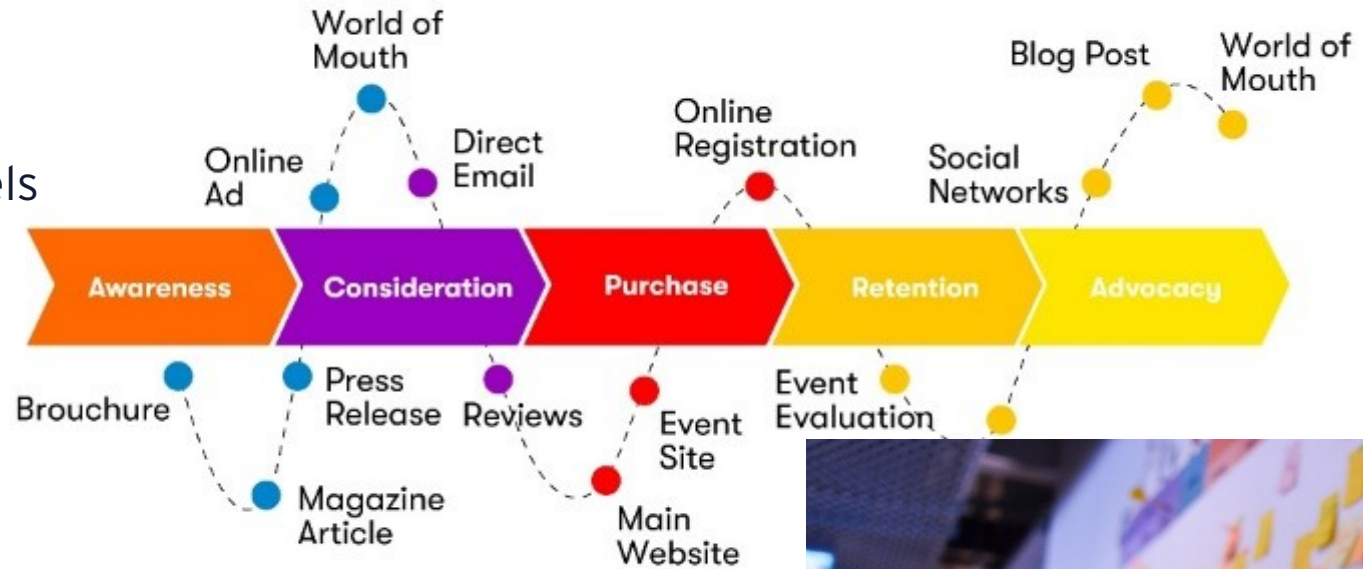 World of
Mouth
Blog Post
World of
Mouth
Online
Registration
Online
Ad
Direct
Email
Social
Networks
els
Awareness
Consideration
Purchase
Retention
Advocacy
Brouchure
Press
Release
Reviews
Event
Site
Event
Evaluation
Magazine
Article
Main
Website